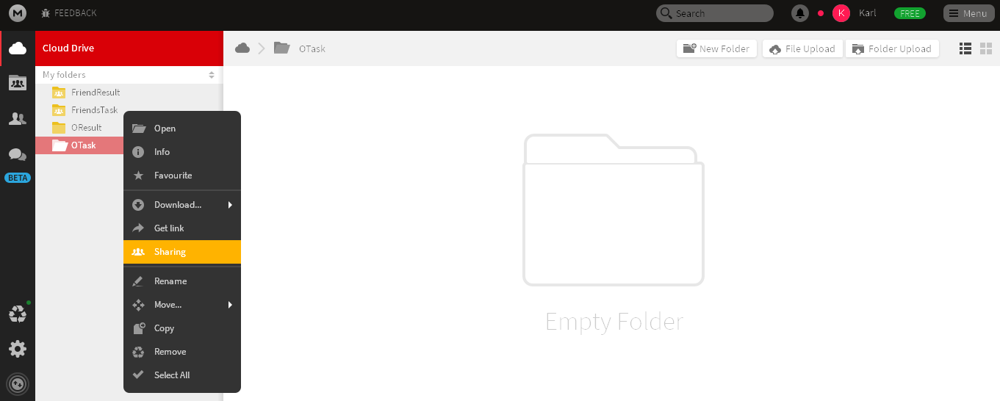 M
FEEDBACK
Search
K
Karl
FREE
Menu
Cloud Drive
OTask
New Folder
File Upload
Folder Upload
My folders
FriendResult
FriendsTask
OResult
OTask
BETA
Open
Info
Favourite
Download...
Get link
Sharing
Rename
Move...
Copy
Remove
Select All
Empty Folder